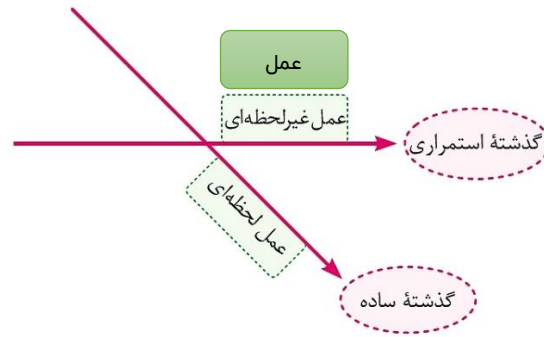 عمل
عمل غیرلحظه‌ای
گذشتهٔ استمراری
عمل لحظه‌ای
گذشتهٔ ساده